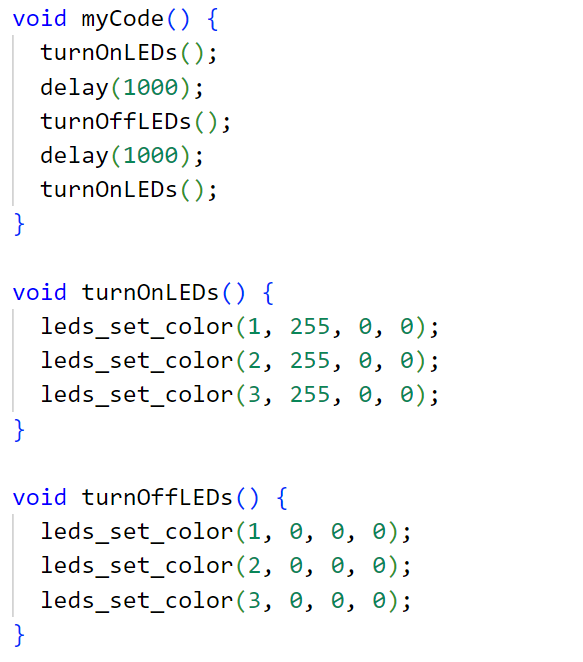 void myCode() {
  turnOnLEDs();
  delay(1000);
  turnOffLEDs();
  delay(1000);
  turnOnLEDs();
}

void turnOnLEDs() {
  leds_set_color(1, 255, 0, 0);
  leds_set_color(2, 255, 0, 0);
  leds_set_color(3, 255, 0, 0);
}

void turnOffLEDs() {
  leds_set_color(1, 0, 0, 0);
  leds_set_color(2, 0, 0, 0);
  leds_set_color(3, 0, 0, 0);
}